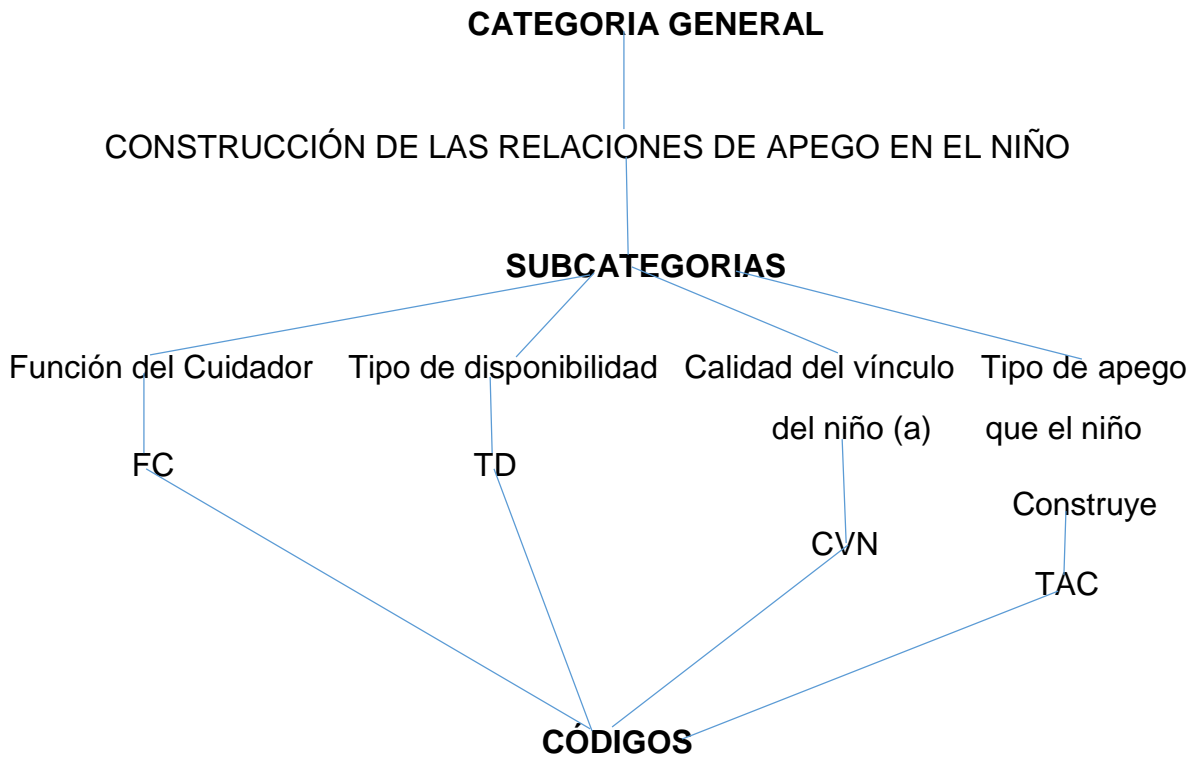 CATEGORIA GENERAL
CONSTRUCCIÓN DE LAS RELACIONES DE APEGO EN EL NIÑO
SUBCATEGORIAS
Función del Cuidador Tipo de disponibilidad Calidad del vínculo Tipo de apego
del niño (a) que el niño
FC TD
Construye
CVN
TAC
CÓDIGOS